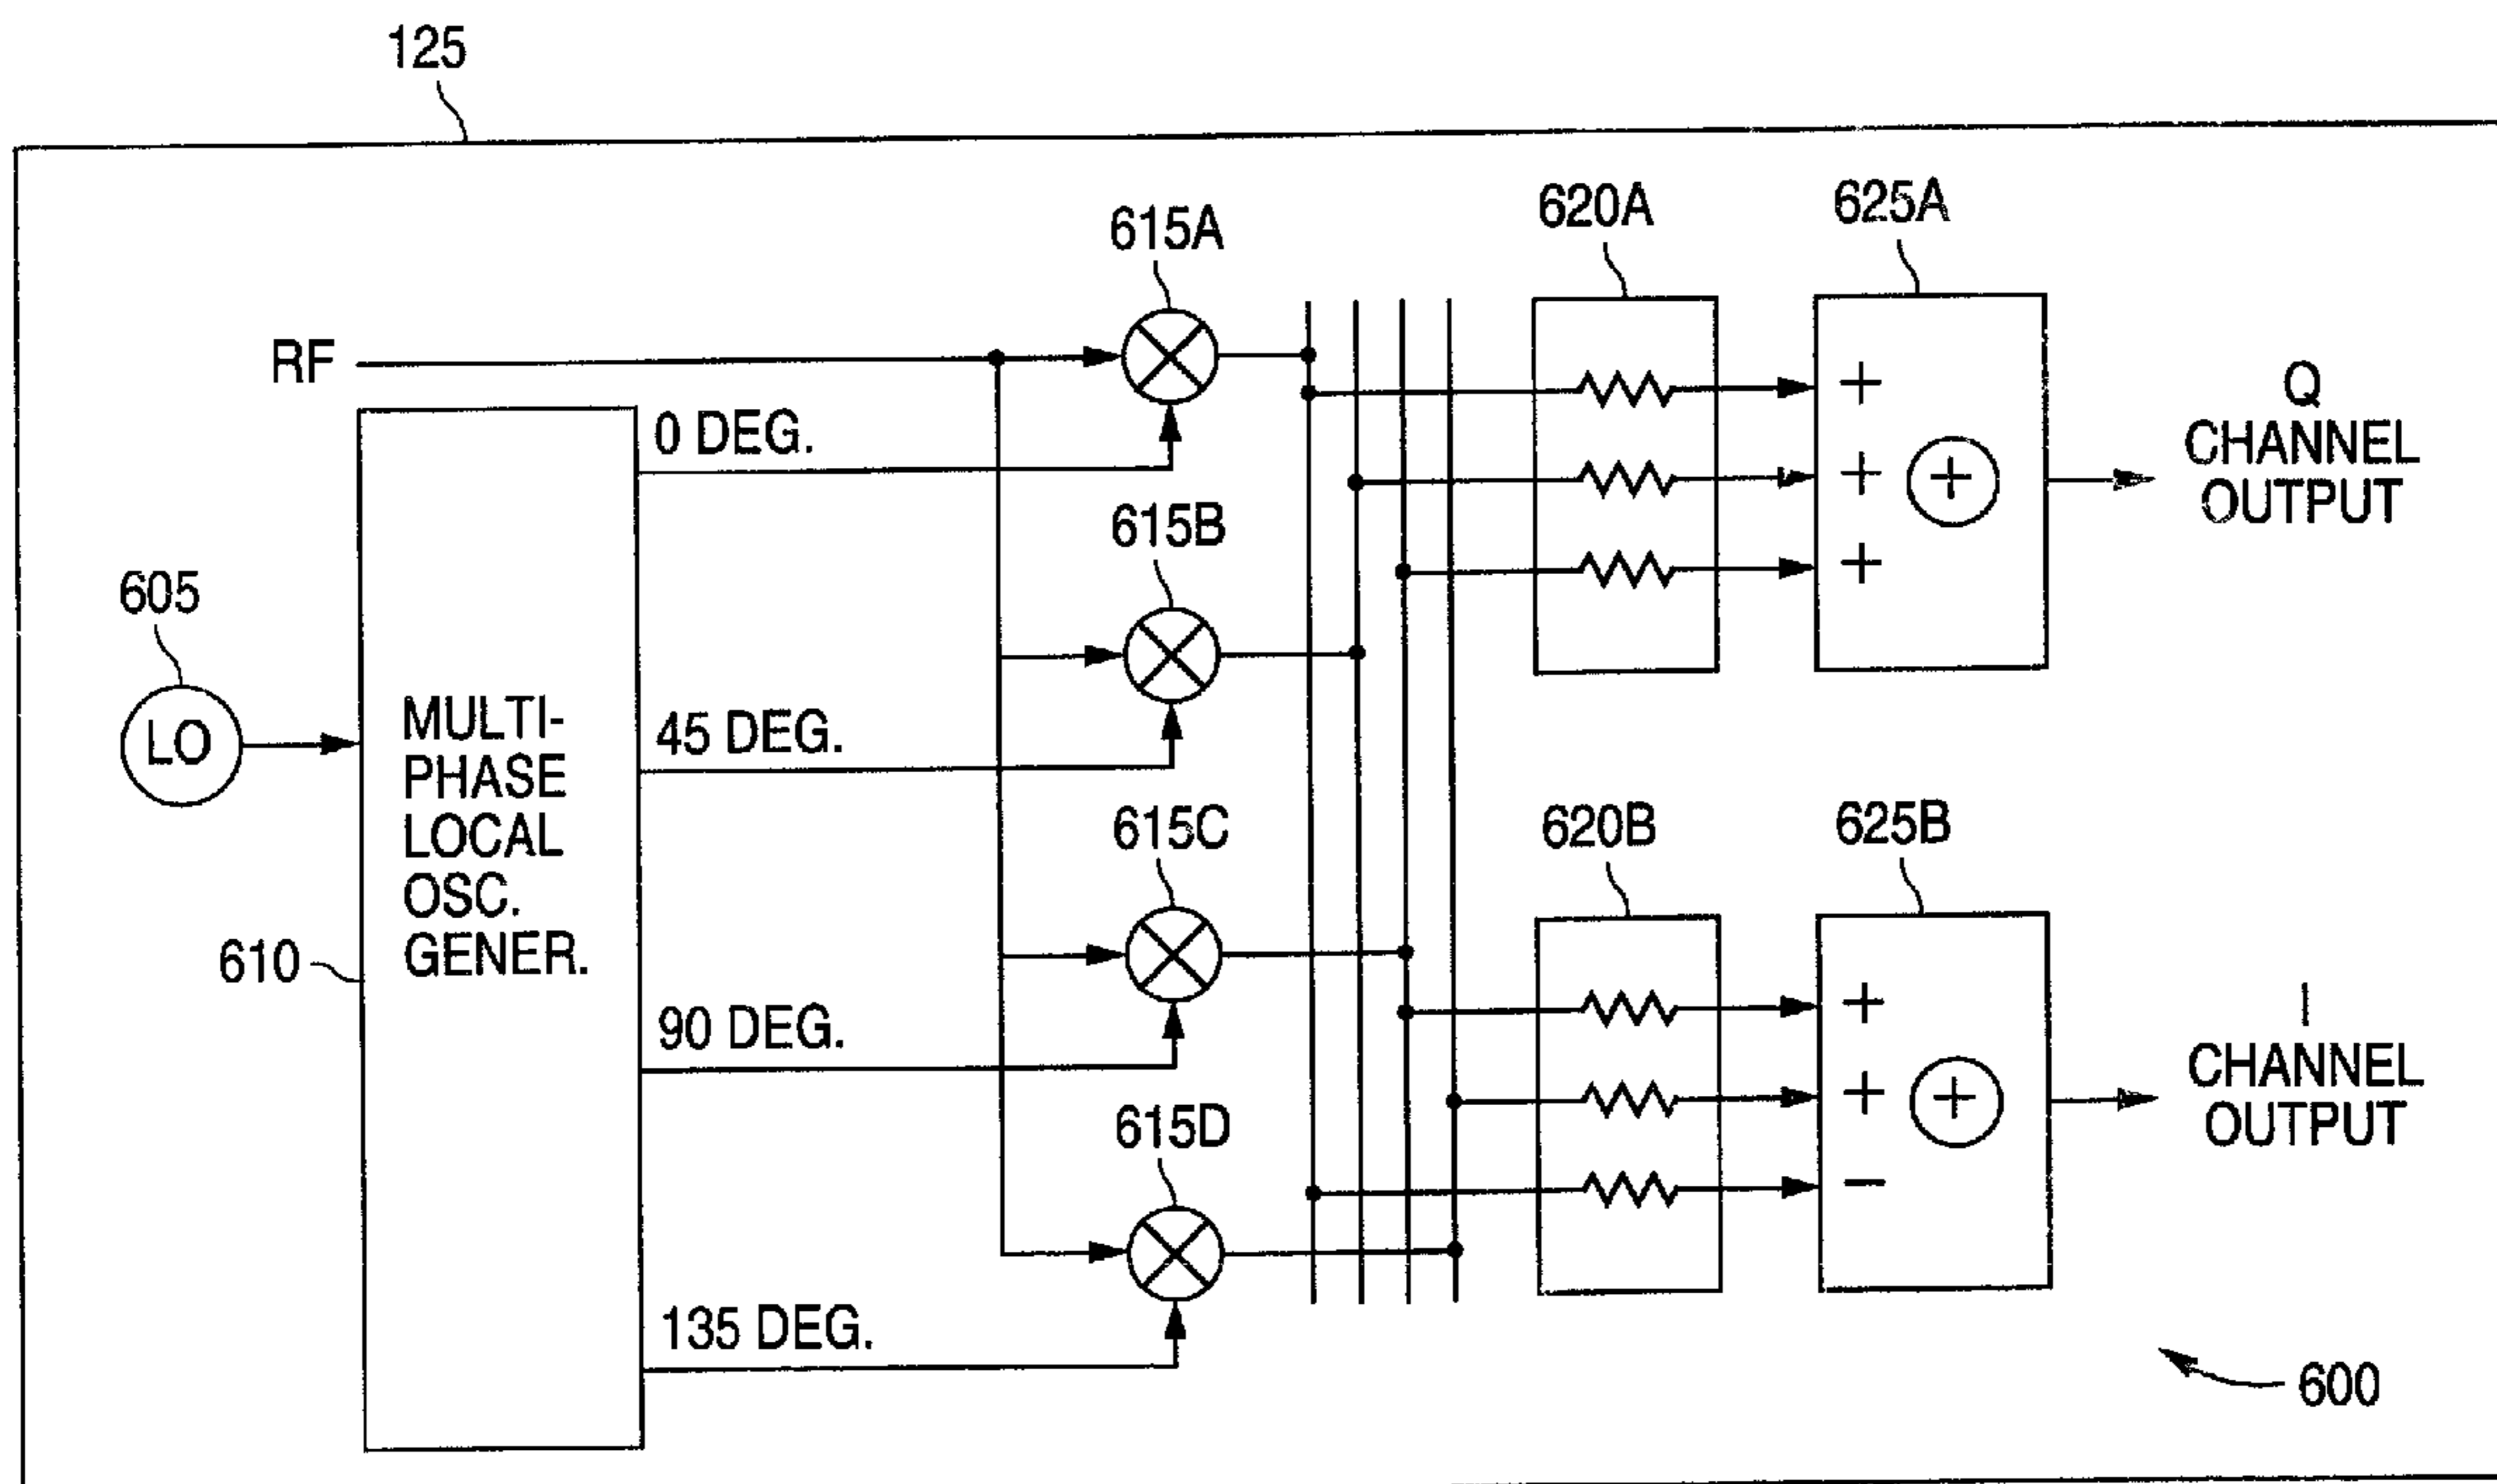 125
615A
620A
625A
RF
0 DEG.
+
+
+
+
Q
CHANNEL
OUTPUT
615B
605
LO
MULTI-
PHASE
LOCAL
OSC.
GENER.
45 DEG.
610
615C
620B
625B
90 DEG.
+
+
+
−
I
CHANNEL
OUTPUT
615D
135 DEG.
600